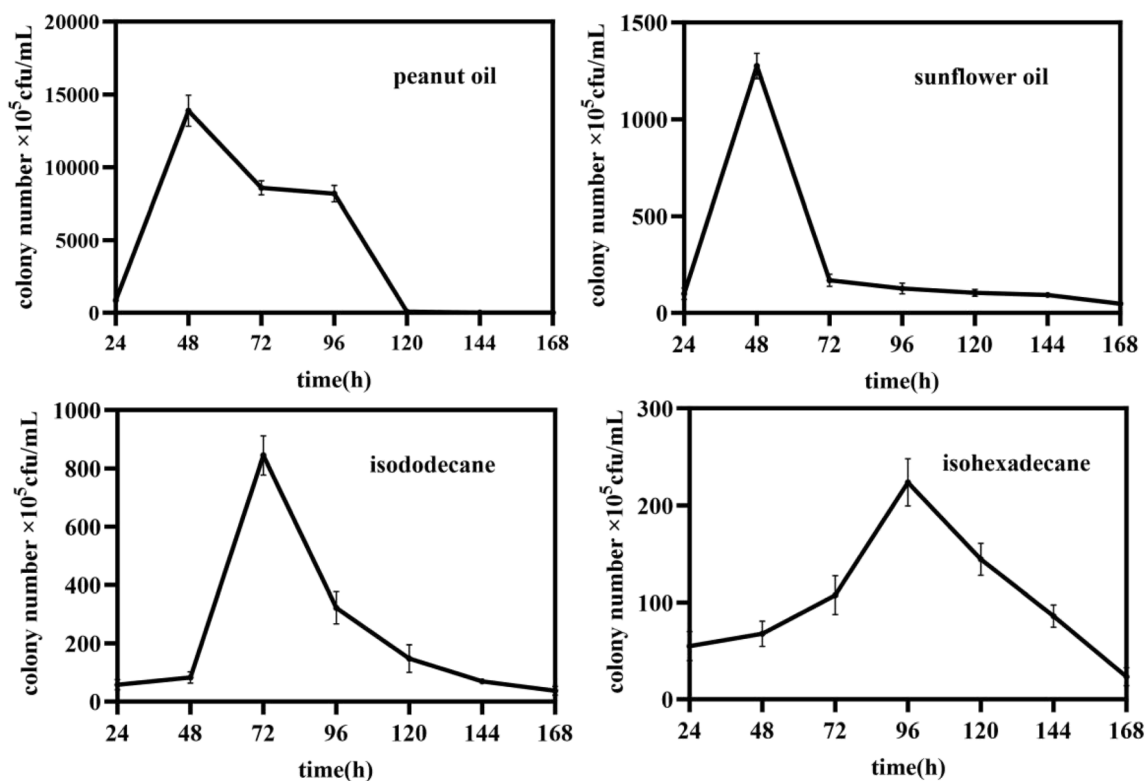 colony number ×10⁵cfu/mL
20000
15000
10000
5000
0
peanut oil
24 48 72 96 120 144 168
time(h)
colony number ×10⁵cfu/mL
1500
1000
500
0
sunflower oil
24 48 72 96 120 144 168
time(h)
colony number ×10⁵cfu/mL
1000
800
600
400
200
0
isododecane
24 48 72 96 120 144 168
time(h)
colony number ×10⁵cfu/mL
300
200
100
0
isohexadecane
24 48 72 96 120 144 168
time(h)